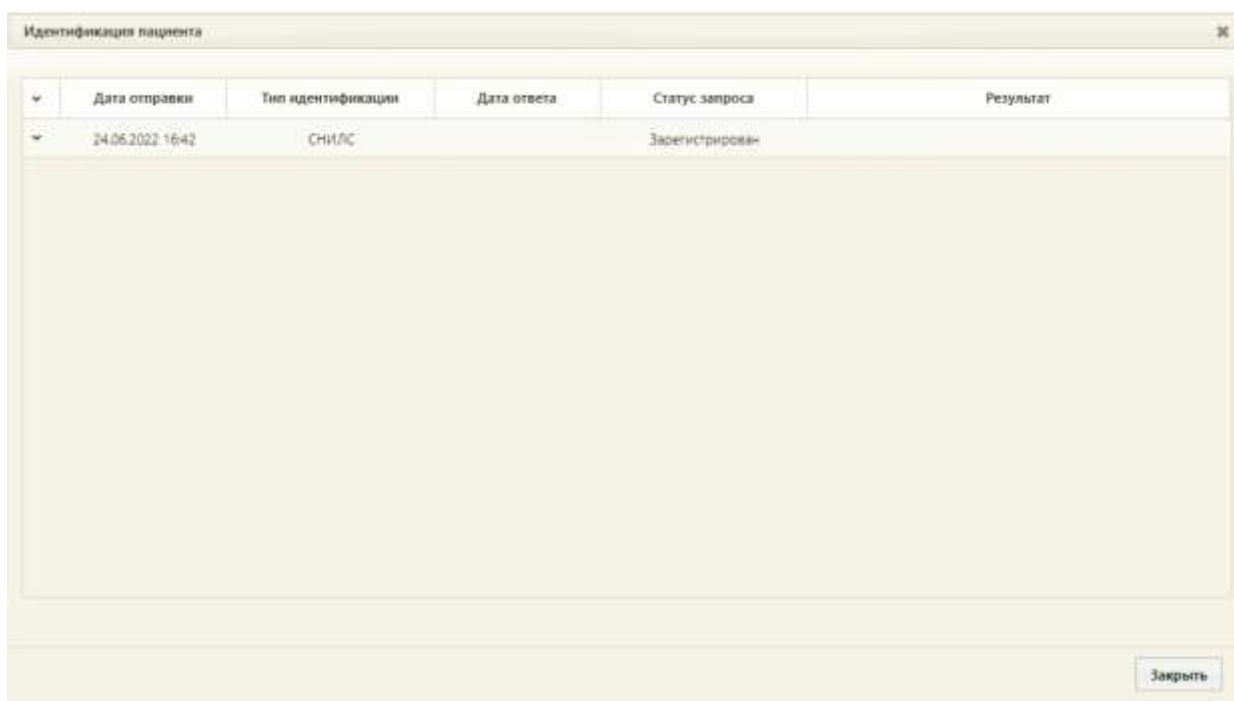 Идентификация пациента
Дата отправки Тип идентификации Дата ответа Статус запроса Результат
24.06.2022 16:42 СНИЛС Зарегистрирован
Закрыть